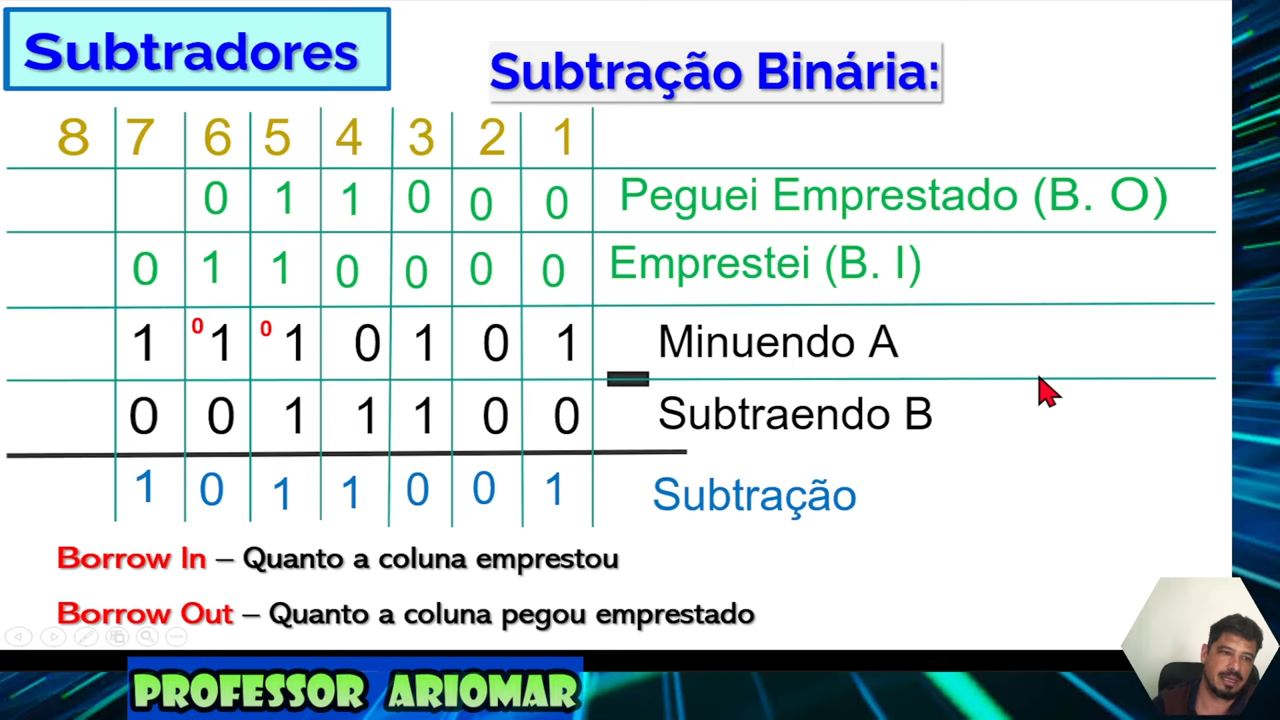 Subtradores
Subtração Binária:
8 7 6 5 4 3 2 1
0 1 1 0 0 0 Peguei Emprestado (B. O)
0 1 1 0 0 0 0 Emprestei (B. I)
1 0 1 0 1 0 1 0 1 Minuendo A
0 0 1 1 1 0 0 Subtraendo B
1 0 1 1 0 0 1 Subtração
Borrow In – Quanto a coluna emprestou
Borrow Out – Quanto a coluna pegou emprestado
PROFESSOR ARIOMAR